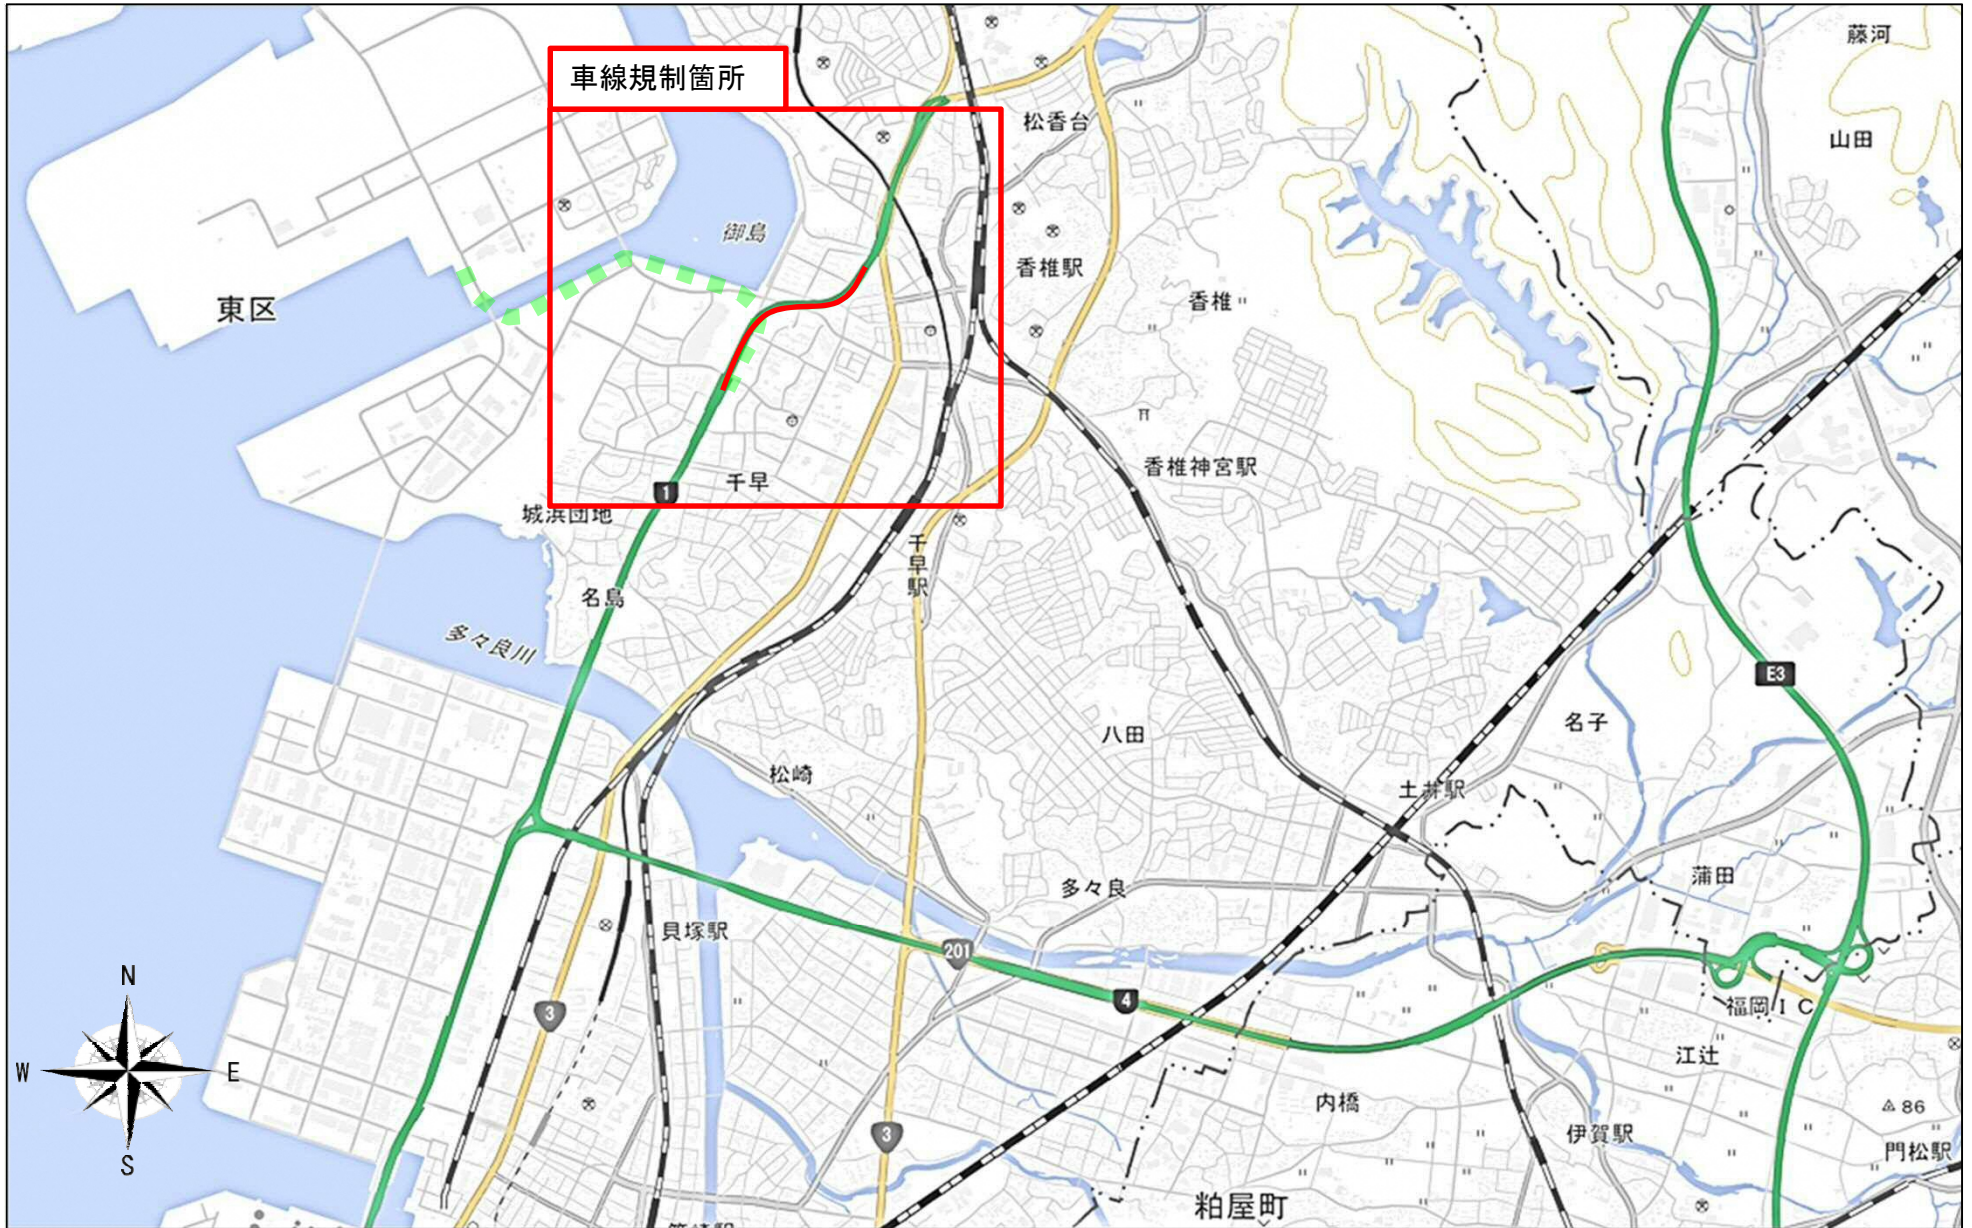 藤河
車線規制箇所
松香台
山田
御島
香椎駅
香椎
東区
香椎神宮駅
千早
1
城浜団地
千早駅
名島
多々良川
E3
名子
八田
松崎
土井駅
蒲田
多々良
貝塚駅
201
N
4
福岡IC
3
江辻
W
E
内橋
86
3
伊賀駅
門松駅
S
粕屋町